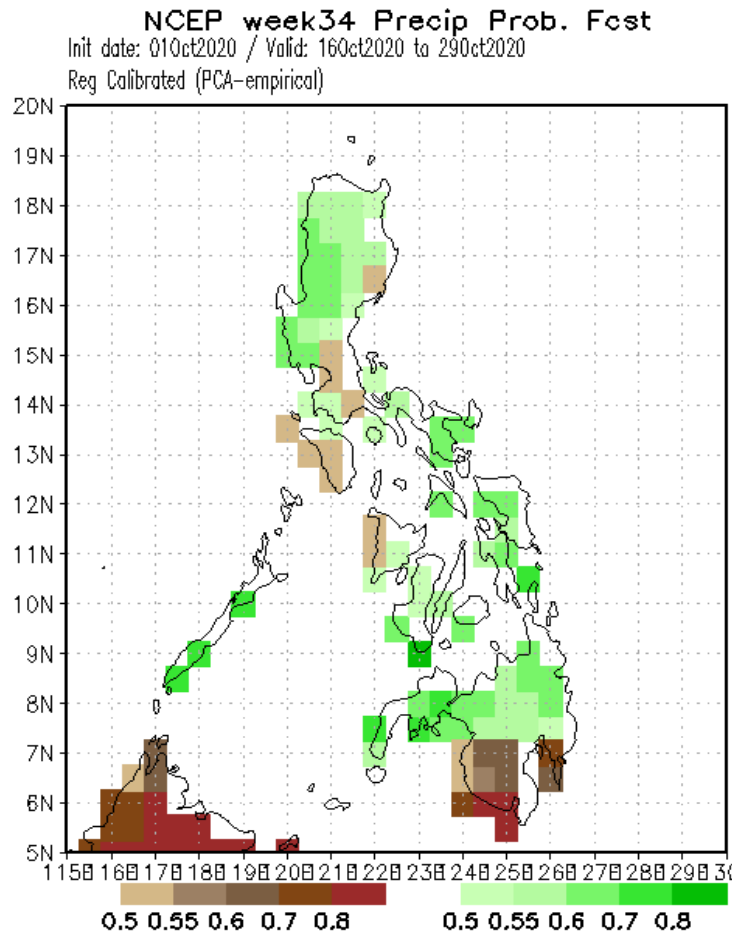 NCEP week34 Precip Prob. Fcst
Init date: 01Oct2020 / Valid: 16Oct2020 to 29Oct2020
Reg Calibrated (PCA-empirical)
20N
19N
18N
17N
16N
15N
14N
13N
12N
11N
10N
9N
8N
7N
6N
5N
115E 116E 117E 118E 119E 120E 121E 122E 123E 124E 125E 126E 127E 128E 129E 130
0.5 0.55 0.6 0.7 0.8 0.5 0.55 0.6 0.7 0.8